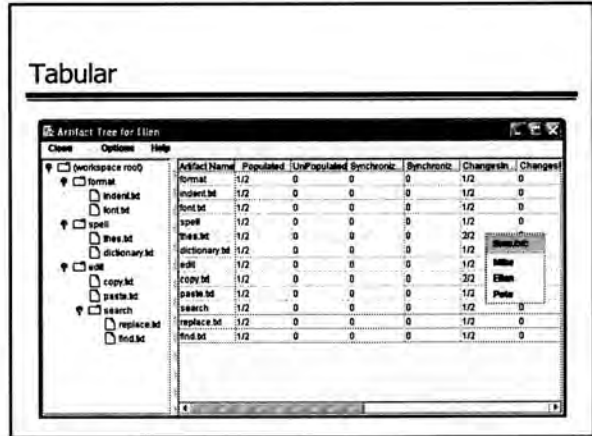 Tabular
Artifact Tree for Ellen
Close Options Help
(workspace root)
format
indent.txt
font.txt
spell
thes.txt
dictionary.txt
edit
copy.txt
paste.txt
search
replace.txt
find.txt
Artifact Name Populated UnPopulated Synchroniz... Synchroniz... ChangesIn... Changes
format 1/2 0 0 0 1/2 0
indent.txt 1/2 0 0 0 1/2 0
font.txt 1/2 0 0 0 1/2 0
spell 1/2 0 0 0 1/2 0
thes.txt 1/2 0 0 0 2/2
dictionary.txt 1/2 0 0 0 1/2
edit 1/2 0 0 1/2
copy.txt 1/2 0 0 0 2/2
paste.txt 1/2 0 0 0 1/2
search 1/2 0 0 0 1/2 0
replace.txt 1/2 0 0 0 1/2 0
find.txt 1/2 0 0 0 1/2 0
Mike
Ellen
Pete